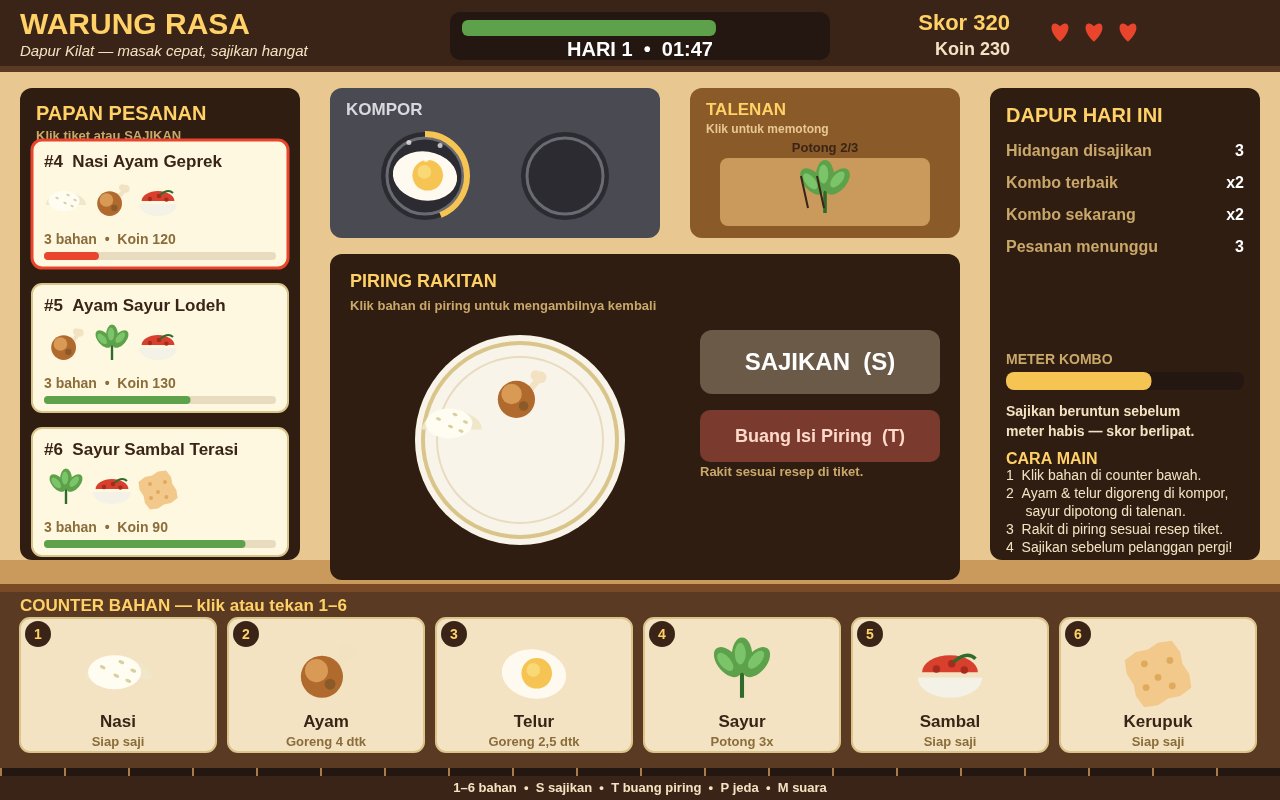 WARUNG RASA
Dapur Kilat — masak cepat, sajikan hangat
HARI 1 • 01:47
Skor 320
Koin 230
PAPAN PESANAN
Klik tiket atau SAJIKAN
#4 Nasi Ayam Geprek
3 bahan • Koin 120
#5 Ayam Sayur Lodeh
3 bahan • Koin 130
#6 Sayur Sambal Terasi
3 bahan • Koin 90
KOMPOR
TALENAN
Klik untuk memotong
Potong 2/3
PIRING RAKITAN
Klik bahan di piring untuk mengambilnya kembali
SAJIKAN (S)
Buang Isi Piring (T)
Rakit sesuai resep di tiket.
DAPUR HARI INI
Hidangan disajikan 3
Kombo terbaik x2
Kombo sekarang x2
Pesanan menunggu 3
METER KOMBO
Sajikan beruntun sebelum
meter habis — skor berlipat.
CARA MAIN
1 Klik bahan di counter bawah.
2 Ayam & telur digoreng di kompor,
sayur dipotong di talenan.
3 Rakit di piring sesuai resep tiket.
4 Sajikan sebelum pelanggan pergi!
COUNTER BAHAN — klik atau tekan 1–6
1
Nasi
Siap saji
2
Ayam
Goreng 4 dtk
3
Telur
Goreng 2,5 dtk
4
Sayur
Potong 3x
5
Sambal
Siap saji
6
Kerupuk
Siap saji
1–6 bahan • S sajikan • T buang piring • P jeda • M suara